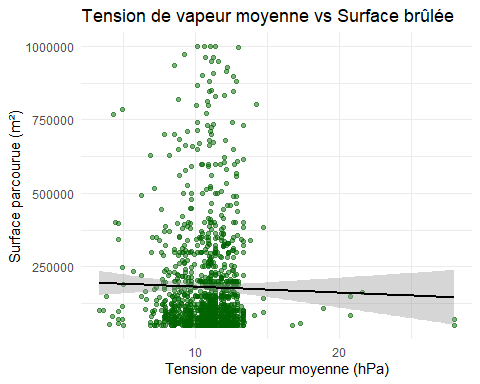 Tension de vapeur moyenne vs Surface brûlée
1000000
750000
500000
250000
Surface parcourue (m²)
10
20
Tension de vapeur moyenne (hPa)